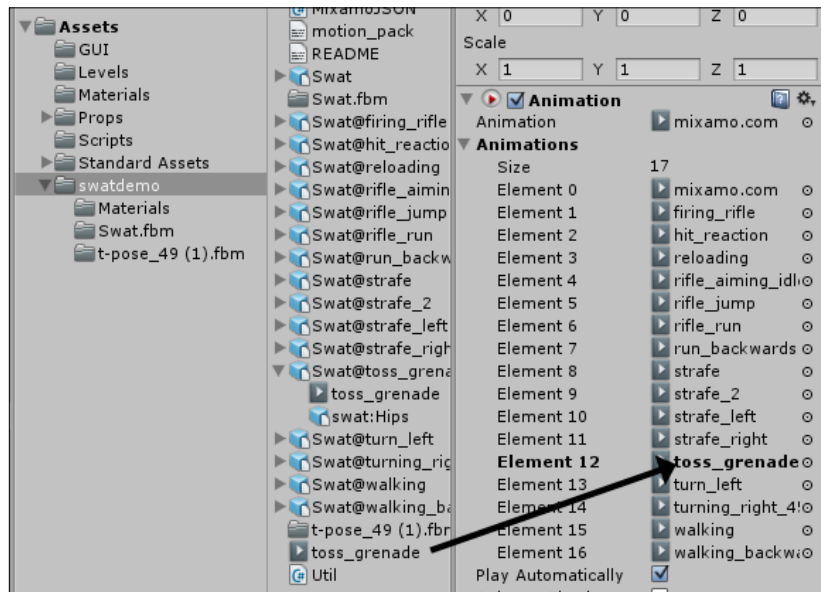 Assets
GUI
Levels
Materials
Props
Scripts
Standard Assets
swatdemo
Materials
Swat.fbm
t-pose_49 (1).fbm
MixamoJSON
motion_pack
README
Swat
Swat.fbm
Swat@firing_rifle
Swat@hit_reactio
Swat@reloading
Swat@rifle_aimin
Swat@rifle_jump
Swat@rifle_run
Swat@run_backw
Swat@strafe
Swat@strafe_2
Swat@strafe_left
Swat@strafe_righ
Swat@toss_grena
toss_grenade
swat:Hips
Swat@turn_left
Swat@turning_rig
Swat@walking
Swat@walking_ba
t-pose_49 (1).fbr
toss_grenade
Util
X 0 Y 0 Z 0
Scale
X 1 Y 1 Z 1
Animation
Animation mixamo.com
Animations
Size 17
Element 0 mixamo.com
Element 1 firing_rifle
Element 2 hit_reaction
Element 3 reloading
Element 4 rifle_aiming_idl
Element 5 rifle_jump
Element 6 rifle_run
Element 7 run_backwards
Element 8 strafe
Element 9 strafe_2
Element 10 strafe_left
Element 11 strafe_right
Element 12 toss_grenade
Element 13 turn_left
Element 14 turning_right_4
Element 15 walking
Element 16 walking_backwa
Play Automatically